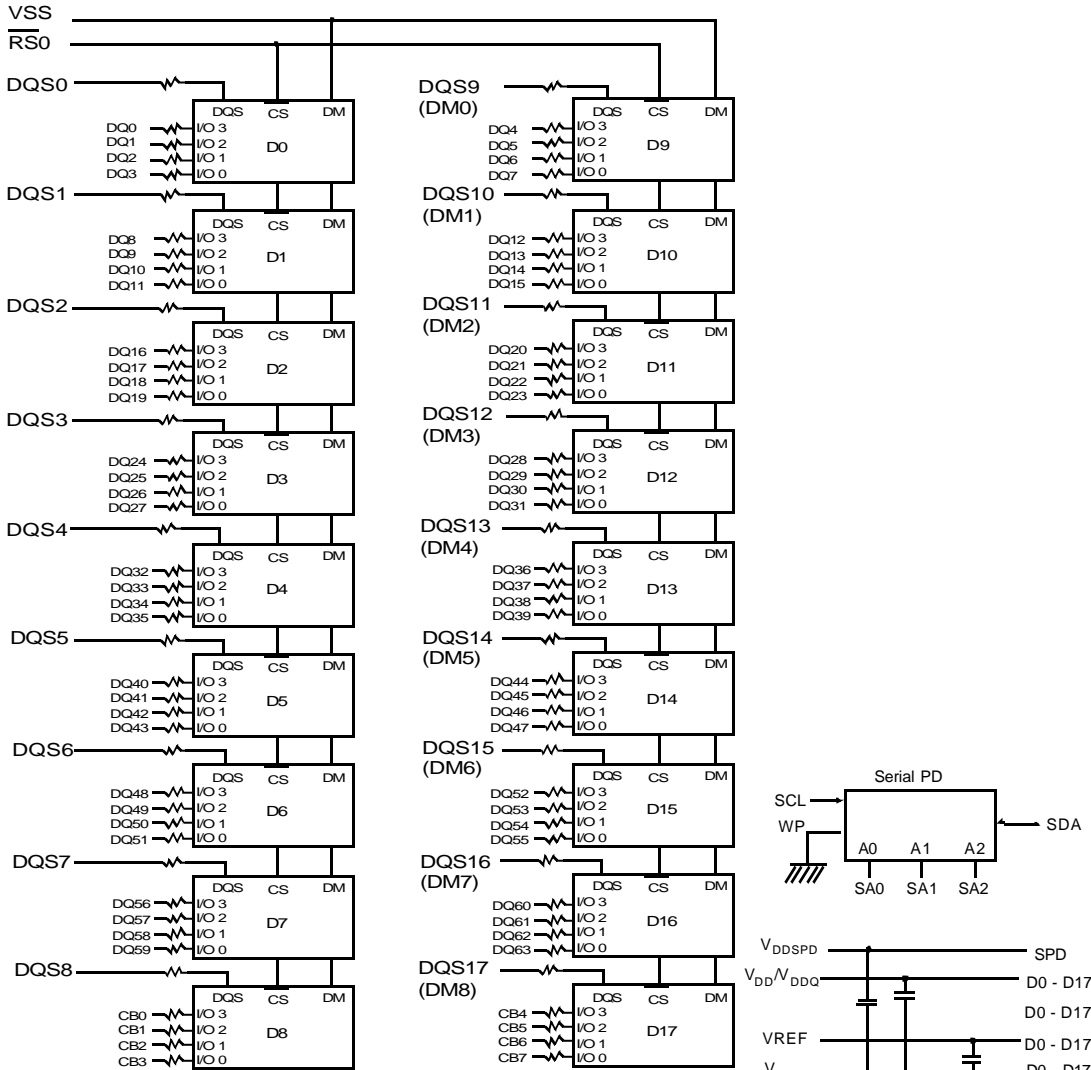 VSS
RS0
DQS0
DQS CS DM
DQ0 I/O 3
DQ1 I/O 2
DQ2 I/O 1
DQ3 I/O 0
D0
DQS1
DQS CS DM
DQ8 I/O 3
DQ9 I/O 2
DQ10 I/O 1
DQ11 I/O 0
D1
DQS2
DQS CS DM
DQ16 I/O 3
DQ17 I/O 2
DQ18 I/O 1
DQ19 I/O 0
D2
DQS3
DQS CS DM
DQ24 I/O 3
DQ25 I/O 2
DQ26 I/O 1
DQ27 I/O 0
D3
DQS4
DQS CS DM
DQ32 I/O 3
DQ33 I/O 2
DQ34 I/O 1
DQ35 I/O 0
D4
DQS5
DQS CS DM
DQ40 I/O 3
DQ41 I/O 2
DQ42 I/O 1
DQ43 I/O 0
D5
DQS6
DQS CS DM
DQ48 I/O 3
DQ49 I/O 2
DQ50 I/O 1
DQ51 I/O 0
D6
DQS7
DQS CS DM
DQ56 I/O 3
DQ57 I/O 2
DQ58 I/O 1
DQ59 I/O 0
D7
DQS8
DQS CS DM
CB0 I/O 3
CB1 I/O 2
CB2 I/O 1
CB3 I/O 0
D8
DQS9
(DM0)
DQS CS DM
DQ4 I/O 3
DQ5 I/O 2
DQ6 I/O 1
DQ7 I/O 0
D9
DQS10
(DM1)
DQS CS DM
DQ12 I/O 3
DQ13 I/O 2
DQ14 I/O 1
DQ15 I/O 0
D10
DQS11
(DM2)
DQS CS DM
DQ20 I/O 3
DQ21 I/O 2
DQ22 I/O 1
DQ23 I/O 0
D11
DQS12
(DM3)
DQS CS DM
DQ28 I/O 3
DQ29 I/O 2
DQ30 I/O 1
DQ31 I/O 0
D12
DQS13
(DM4)
DQS CS DM
DQ36 I/O 3
DQ37 I/O 2
DQ38 I/O 1
DQ39 I/O 0
D13
DQS14
(DM5)
DQS CS DM
DQ44 I/O 3
DQ45 I/O 2
DQ46 I/O 1
DQ47 I/O 0
D14
DQS15
(DM6)
DQS CS DM
DQ52 I/O 3
DQ53 I/O 2
DQ54 I/O 1
DQ55 I/O 0
D15
DQS16
(DM7)
DQS CS DM
DQ60 I/O 3
DQ61 I/O 2
DQ62 I/O 1
DQ63 I/O 0
D16
DQS17
(DM8)
DQS CS DM
CB4 I/O 3
CB5 I/O 2
CB6 I/O 1
CB7 I/O 0
D17
Serial PD
SCL
WP
SDA
A0 A1 A2
SA0 SA1 SA2
VDDSPD SPD
VDD/VDDQ D0 - D17
D0 - D17
VREF D0 - D17
D0 - D17